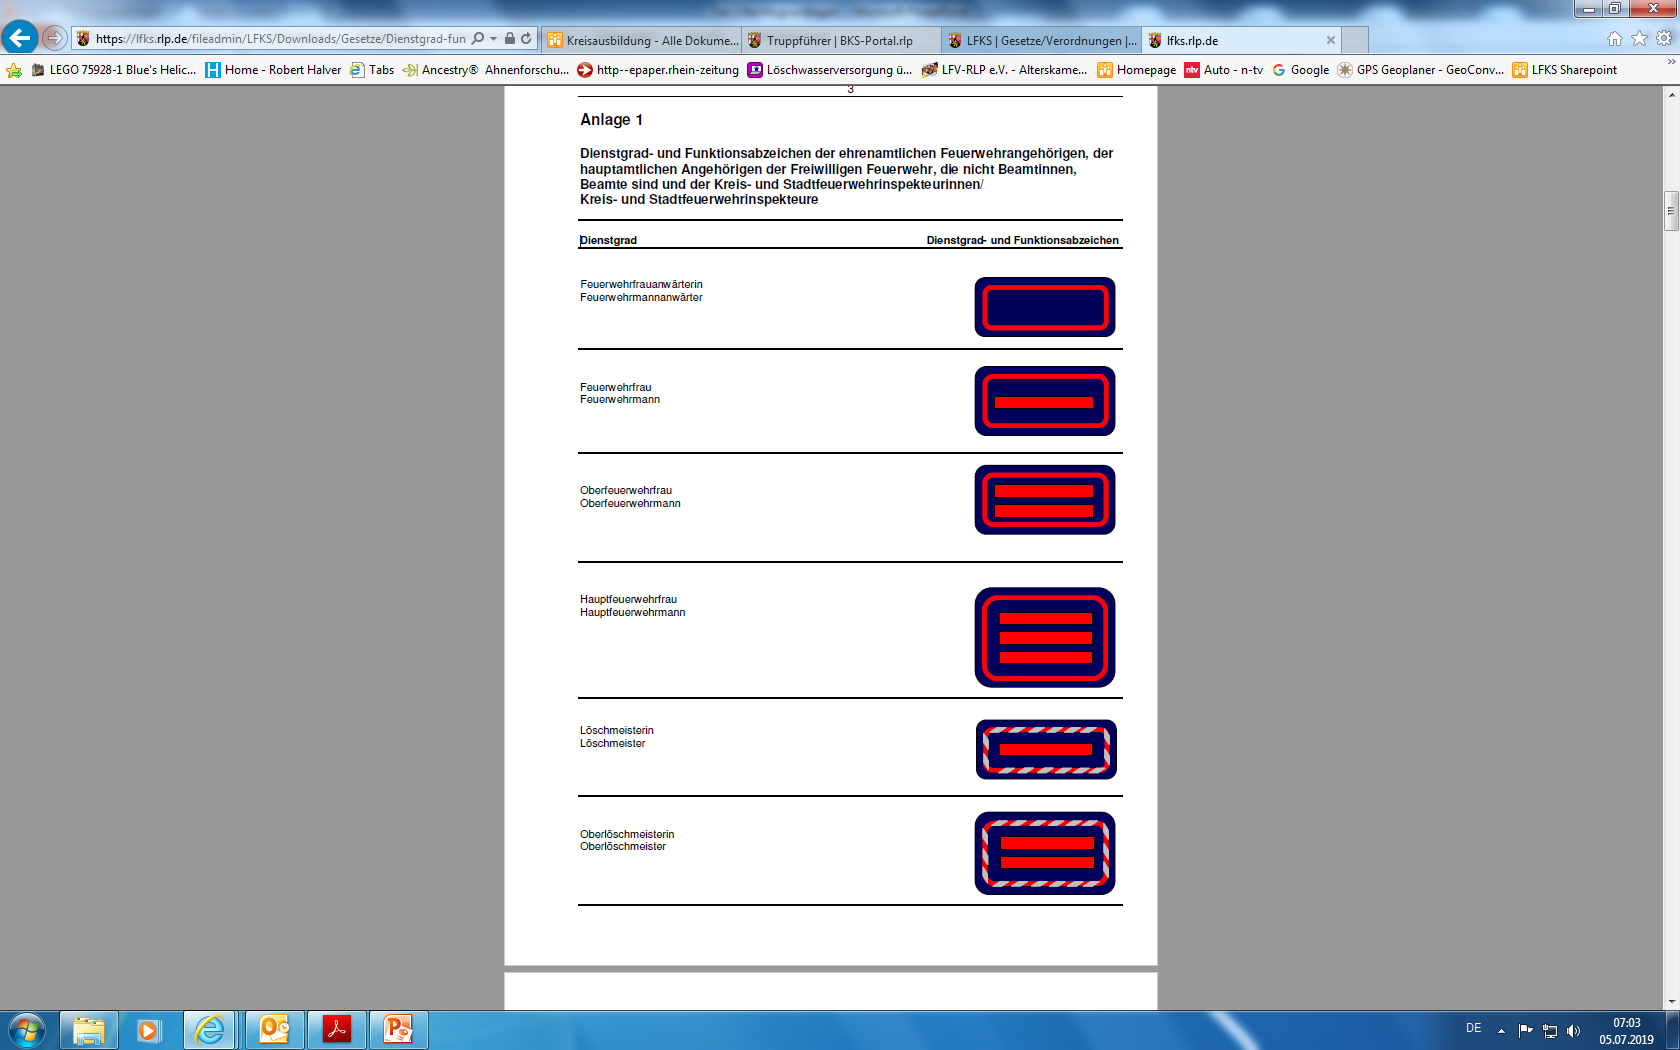 https://lfks.rlp.de/fileadmin/LFKS/Downloads/Gesetze/Dienstgrad-fun
Kreisausbildung - Alle Dokume...
Truppführer | BKS-Portal.rlp
LFKS | Gesetze/Verordnungen |...
lfks.rlp.de
LEGO 75928-1 Blue's Helic...
Home - Robert Halver
Tabs
Ancestry® Ahnenforschu...
http--epaper.rhein-zeitung
Löschwasserversorgung ü...
LFV-RLP e.V. - Alterskame...
Homepage
Auto - n-tv
Google
GPS Geoplaner - GeoConv...
LFKS Sharepoint
3
Anlage 1
Dienstgrad- und Funktionsabzeichen der ehrenamtlichen Feuerwehrangehörigen, der
hauptamtlichen Angehörigen der Freiwilligen Feuerwehr, die nicht Beamtinnen,
Beamte sind und der Kreis- und Stadtfeuerwehrinspekteurinnen/
Kreis- und Stadtfeuerwehrinspekteure
Dienstgrad
Dienstgrad- und Funktionsabzeichen
Feuerwehrfrauanwärterin
Feuerwehrmannanwärter
Feuerwehrfrau
Feuerwehrmann
Oberfeuerwehrfrau
Oberfeuerwehrmann
Hauptfeuerwehrfrau
Hauptfeuerwehrmann
Löschmeisterin
Löschmeister
Oberlöschmeisterin
Oberlöschmeister
DE
07:03
05.07.2019